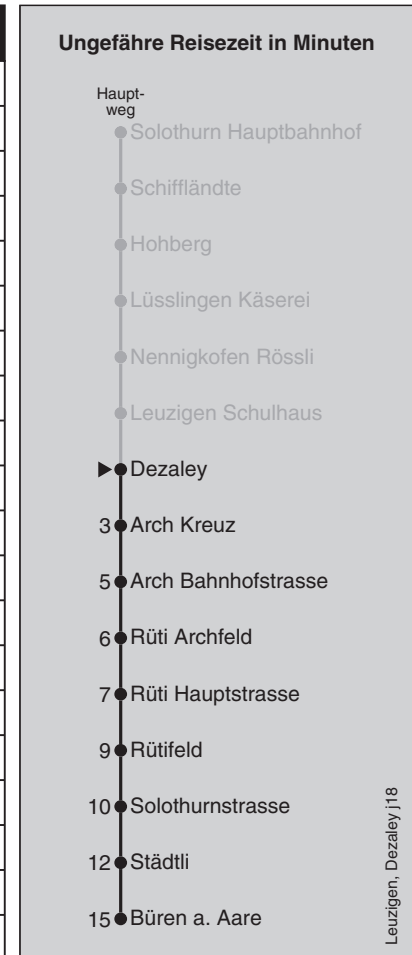 Ungefähre Reisezeit in Minuten
Haupt-
weg
Solothurn Hauptbahnhof
Schiffländte
Hohberg
Lüsslingen Käserei
Nennigkofen Rössli
Leuzigen Schulhaus
Dezaley
3 Arch Kreuz
5 Arch Bahnhofstrasse
6 Rüti Archfeld
7 Rüti Hauptstrasse
9 Rütifeld
10 Solothurnstrasse
12 Städtli
15 Büren a. Aare
Leuzigen, Dezaley j18